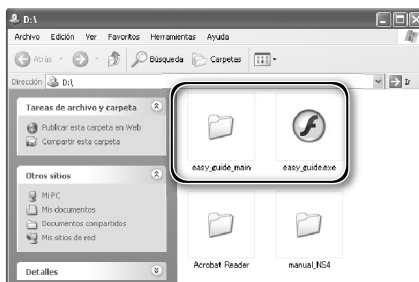 D:\
Archivo Edición Ver Favoritos Herramientas Ayuda
Atrás Búsqueda Carpetas
Dirección D:\ Ir
Tareas de archivo y carpeta
Publicar esta carpeta en Web
Compartir esta carpeta
easy_guide_main easy_guide.exe
Otros sitios
Mi PC
Mis documentos
Documentos compartidos
Mis sitios de red
Acrobat Reader manual_NS4
Detalles